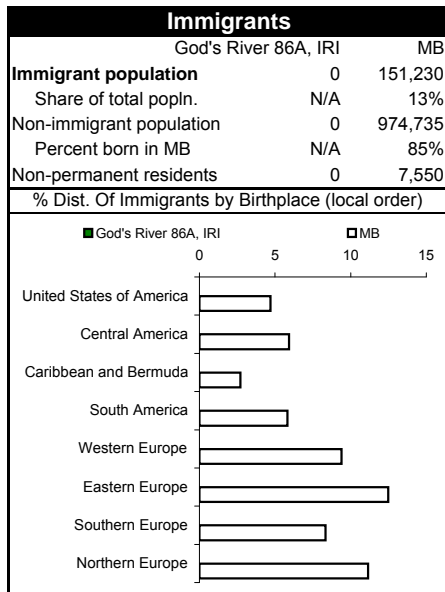 Immigrants
God's River 86A, IRI MB
Immigrant population 0 151,230
Share of total popln. N/A 13%
Non-immigrant population 0 974,735
Percent born in MB N/A 85%
Non-permanent residents 0 7,550
% Dist. Of Immigrants by Birthplace (local order)
God's River 86A, IRI MB
0 5 10 15
United States of America
Central America
Caribbean and Bermuda
South America
Western Europe
Eastern Europe
Southern Europe
Northern Europe